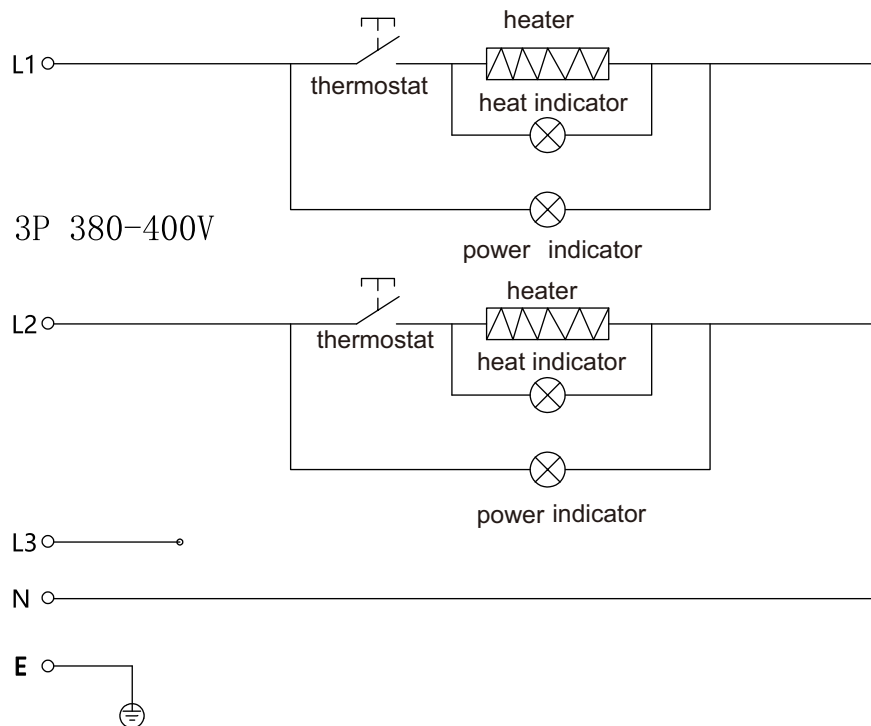 heater
L1
thermostat
heat indicator
3P 380-400V
power indicator
heater
L2
thermostat
heat indicator
power indicator
L3
N
E